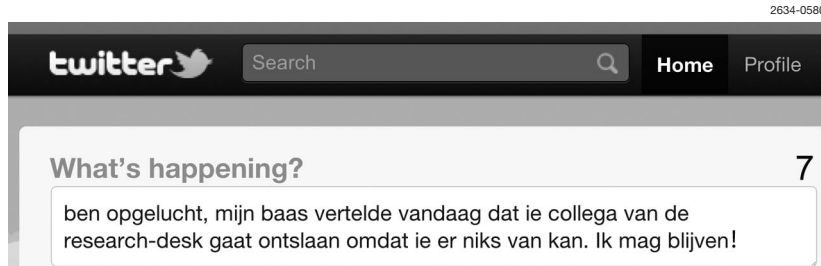 2634-0580
twitter Search Home Profile
What's happening? 7
ben opgelucht, mijn baas vertelde vandaag dat ie collega van de
research-desk gaat ontslaan omdat ie er niks van kan. Ik mag blijven!